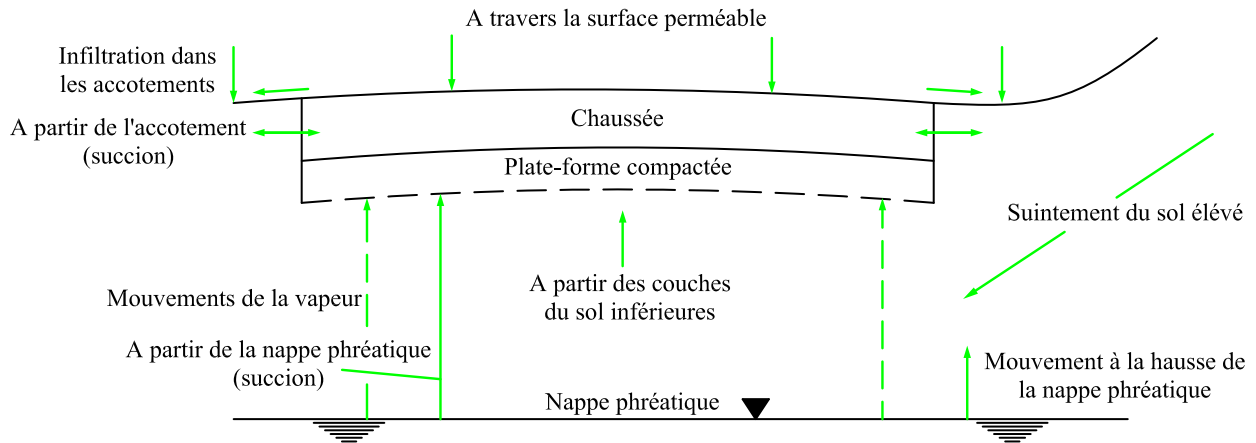 A travers la surface perméable
Infiltration dans
les accotements
A partir de l'accotement
(succion)
Chaussée
Plate-forme compactée
Suintement du sol élévé
A partir des couches
du sol inférieures
Mouvements de la vapeur
A partir de la nappe phréatique
(succion)
Mouvement à la hausse de
la nappe phréatique
Nappe phréatique